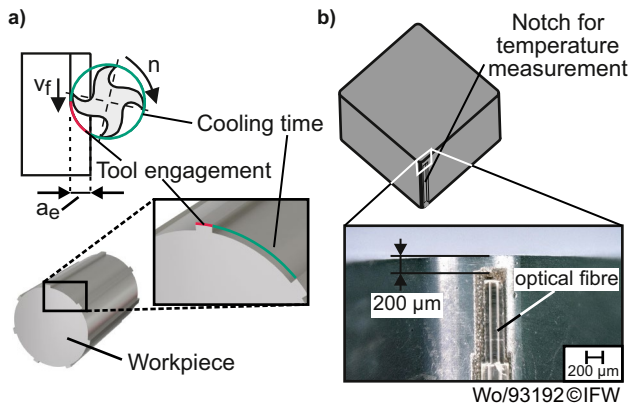 a)
n
v_f
Cooling time
Tool engagement
a_e
Workpiece
b)
Notch for
temperature
measurement
optical fibre
200 µm
200 µm
Wo/93192©IFW